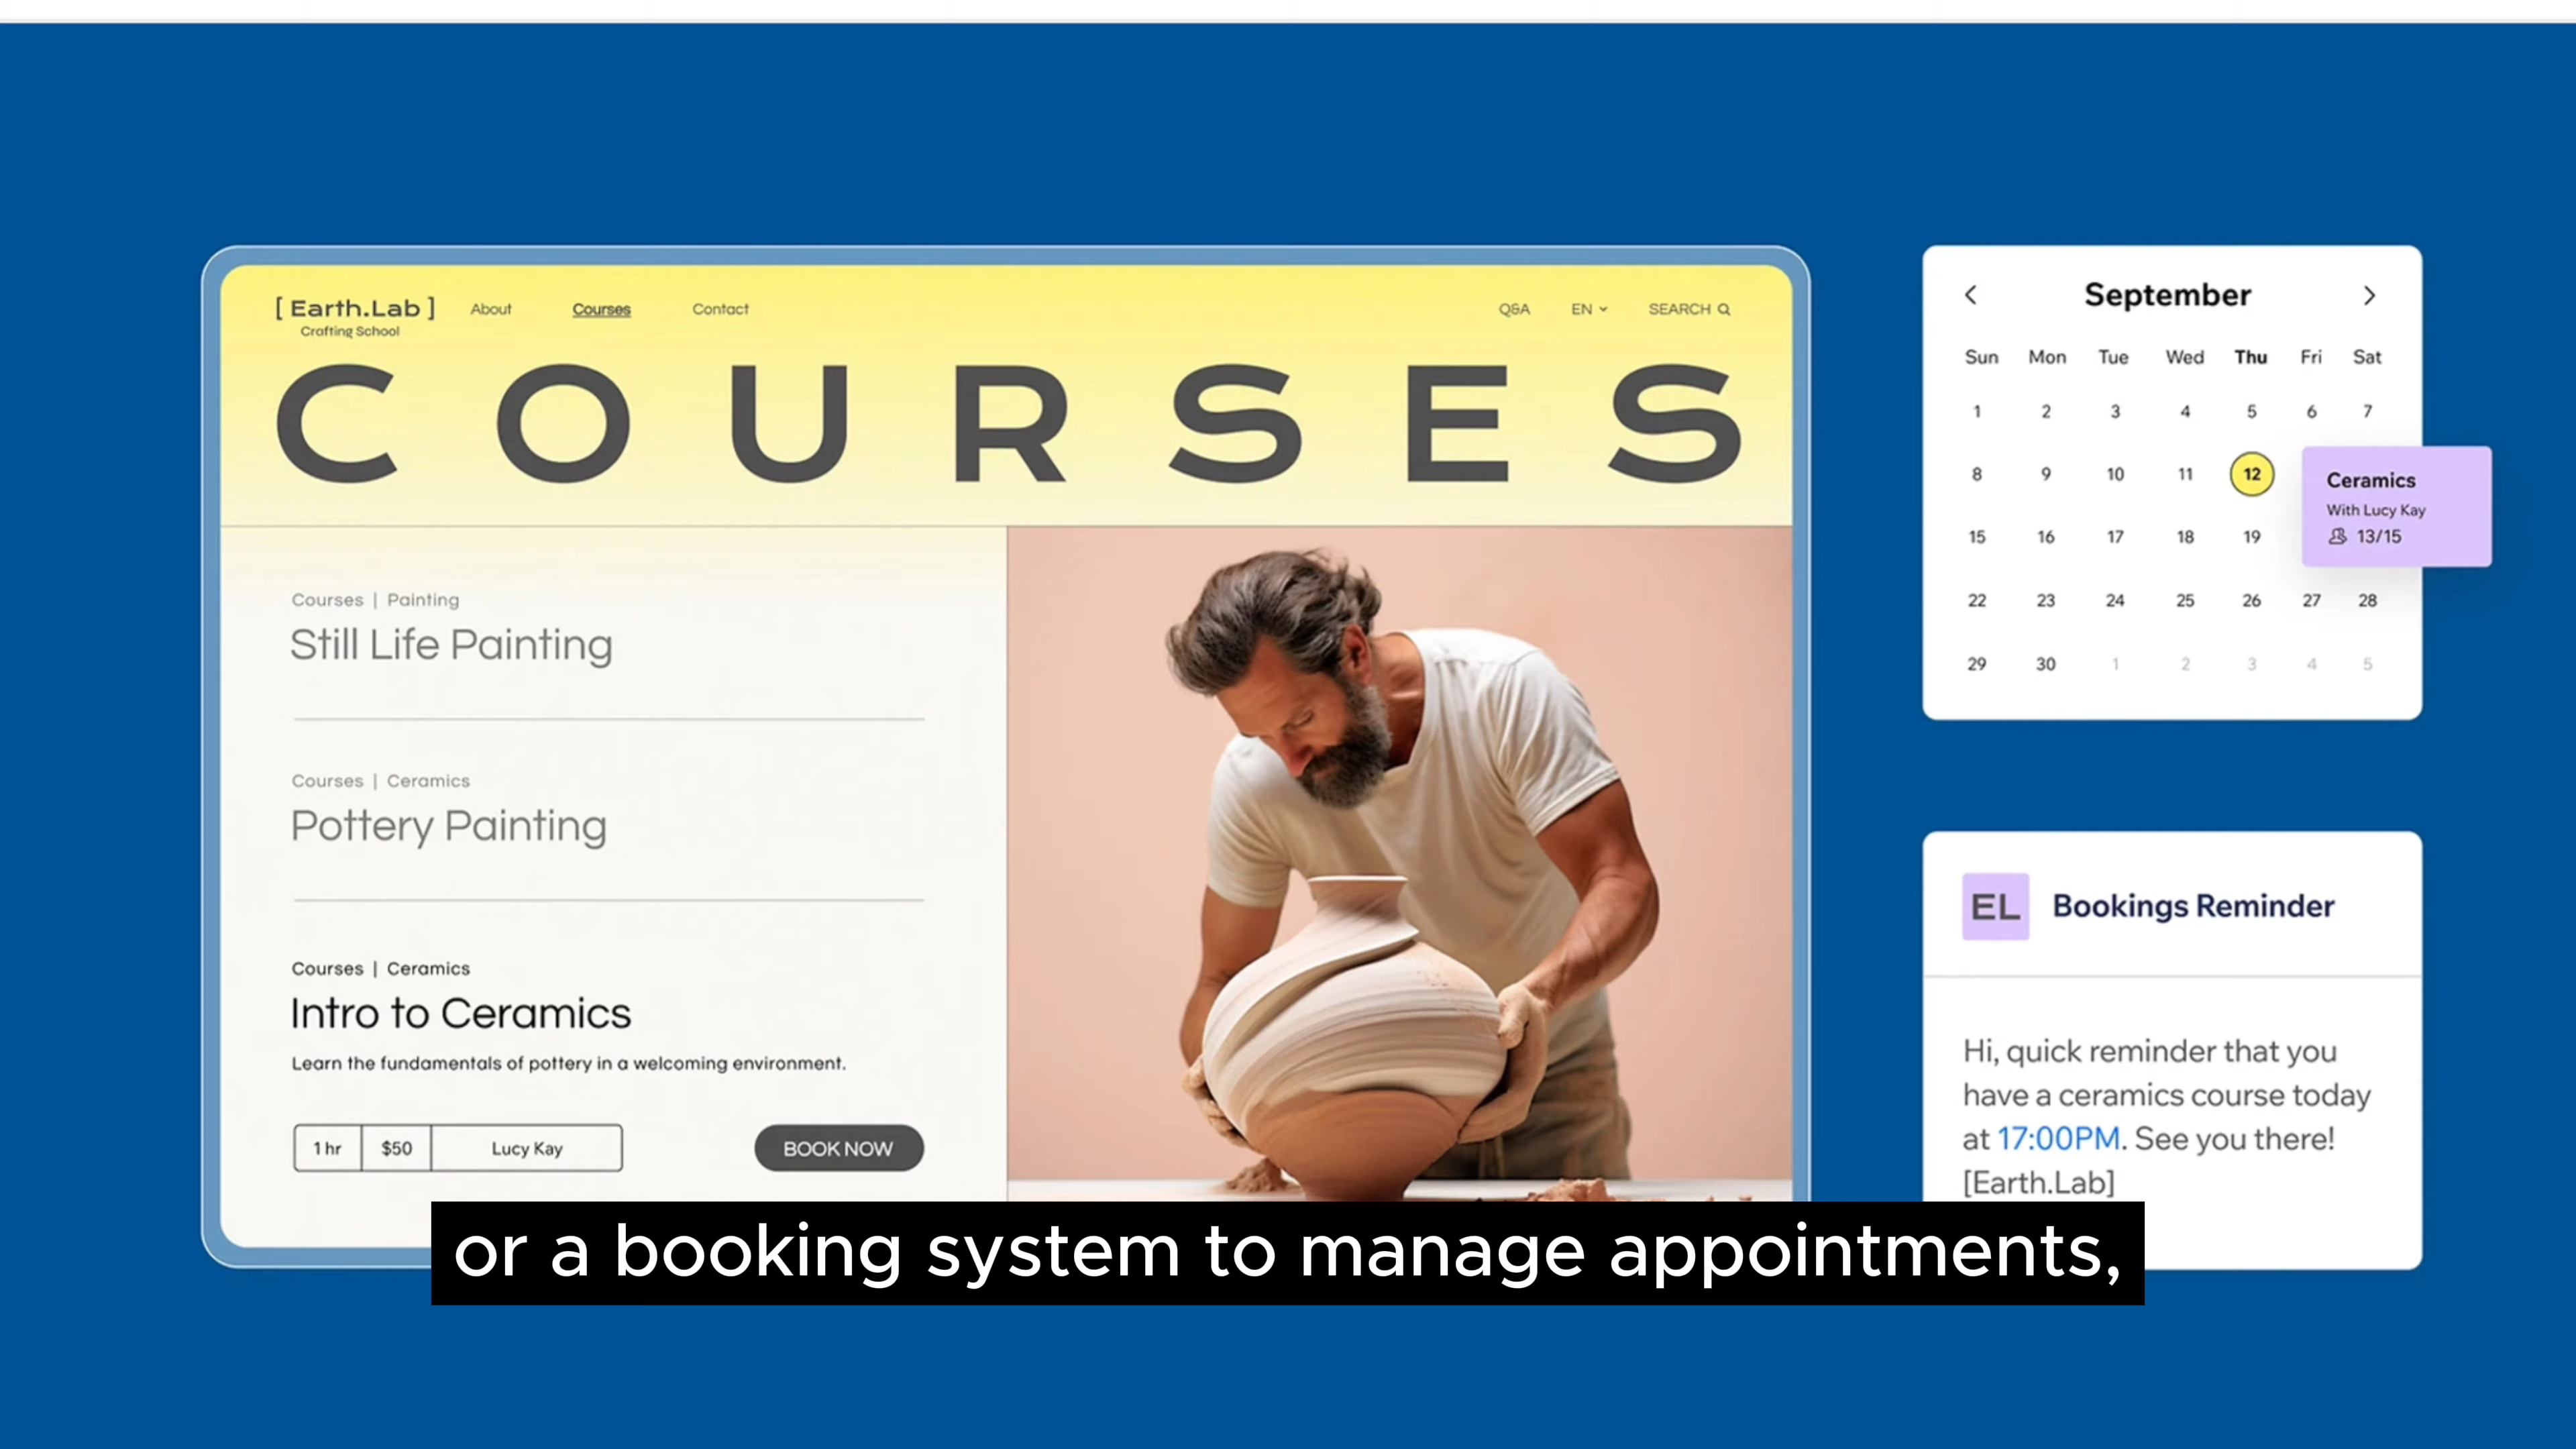 [ Earth.Lab ]
Crafting School
About
Courses
Contact
Q&A
EN
SEARCH
COURSES
Courses | Painting
Still Life Painting
Courses | Ceramics
Pottery Painting
Courses | Ceramics
Intro to Ceramics
Learn the fundamentals of pottery in a welcoming environment.
1 hr
$50
Lucy Kay
BOOK NOW
September
Sun Mon Tue Wed Thu Fri Sat
1 2 3 4 5 6 7
8 9 10 11 12
15 16 17 18 19
22 23 24 25 26 27 28
29 30 1 2 3 4 5
Ceramics
With Lucy Kay
13/15
EL
Bookings Reminder
Hi, quick reminder that you
have a ceramics course today
at 17:00PM. See you there!
[Earth.Lab]
or a booking system to manage appointments,